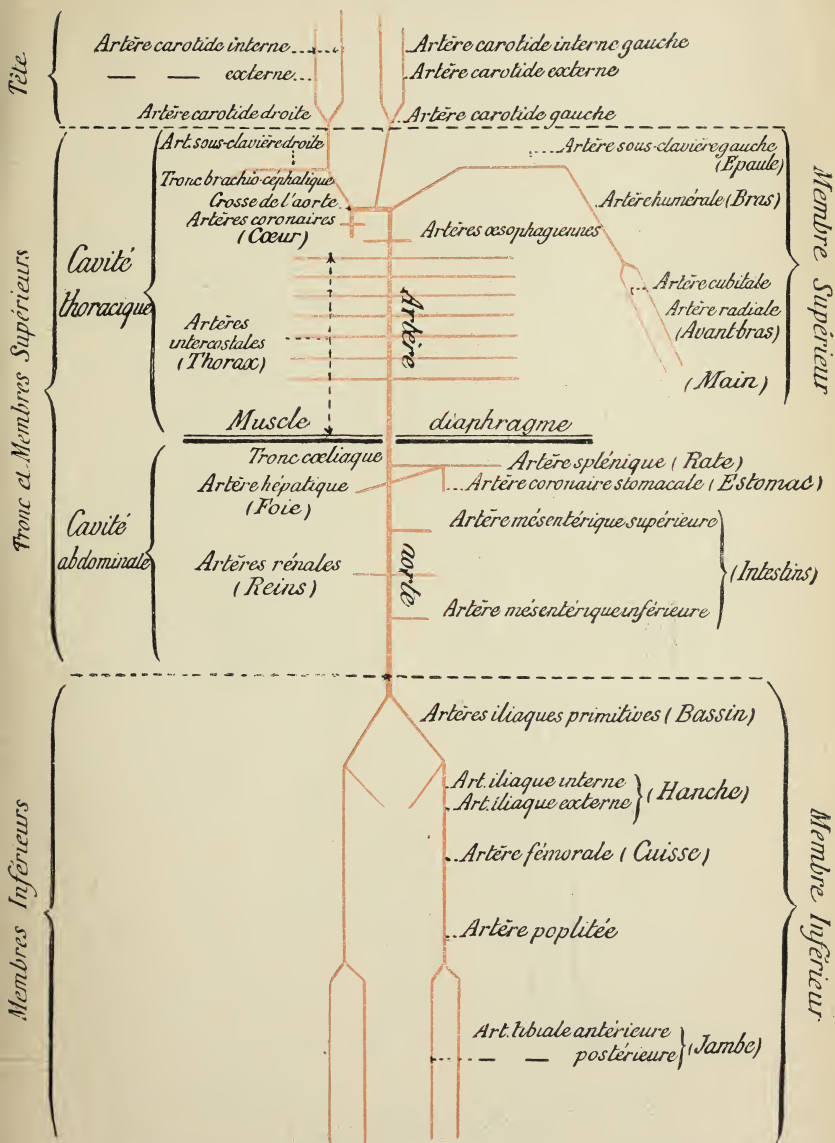 Tête
Artère carotide interne
— — externe
Artère carotide droite
Artère carotide interne gauche
Artère carotide externe
Artère carotide gauche
Tronc et Membres Supérieurs
Cavité
thoracique
Art. sous-clavière droite
Tronc brachio-céphalique
Crosse de l'aorte
Artères coronaires
(Cœur)
Artères œsophagiennes
Artères
intercostales
(Thorax)
Artère
Artère sous-clavière gauche
(Epaule)
Artère humérale (Bras)
Artère cubitale
Artère radiale
(Avant-bras)
(Main)
Membre Supérieur
Muscle diaphragme
Cavité
abdominale
Tronc cœliaque
Artère hépatique
(Foie)
Artère splénique (Rate)
Artère coronaire stomacale (Estomac)
Artère mésentérique supérieure
Artères rénales
(Reins)
aorte
(Intestins)
Artère mésentérique inférieure
Membres Inférieurs
Artères iliaques primitives (Bassin)
Art. iliaque interne
Art. iliaque externe
(Hanche)
Artère fémorale (Cuisse)
Artère poplitée
Art. tibiale antérieure
— — postérieure
(Jambe)
Membre Inférieur